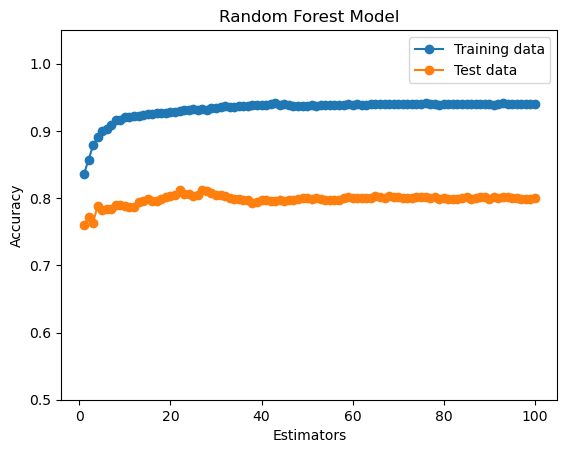 Random Forest Model
Training data
Test data
1.0
0.9
0.8
0.7
0.6
0.5
Accuracy
0 20 40 60 80 100
Estimators